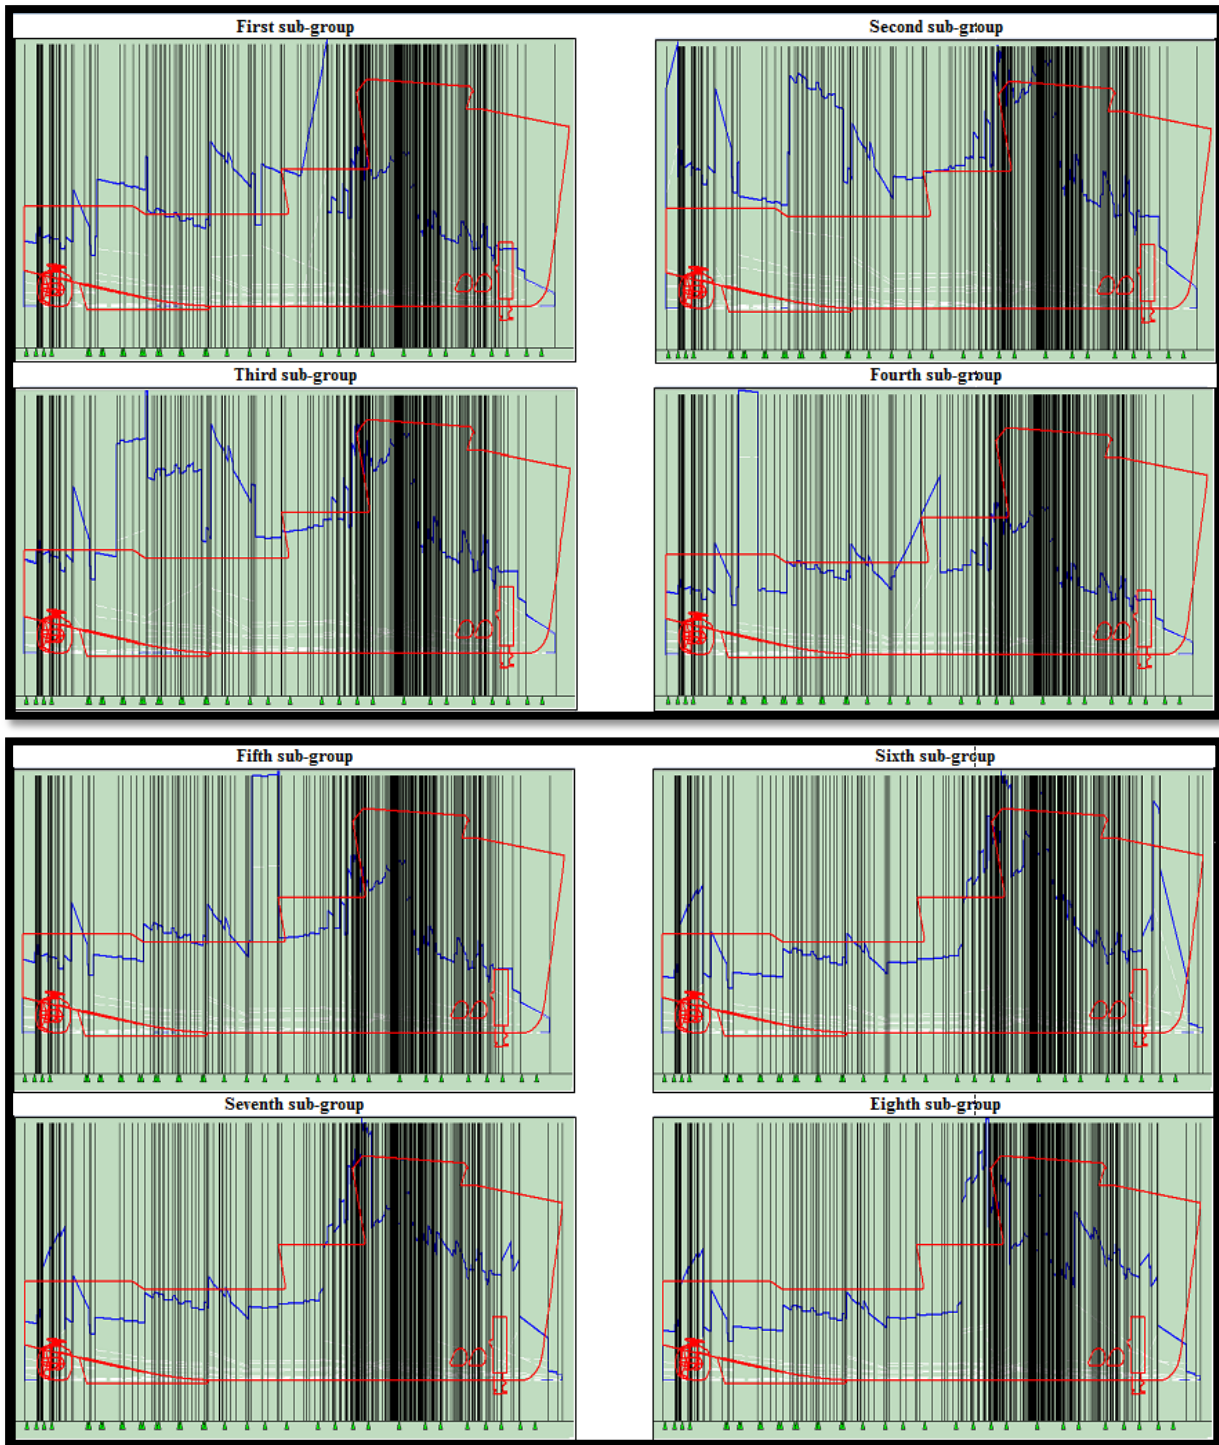 First sub-group
Second sub-group
Third sub-group
Fourth sub-group
Fifth sub-group
Sixth sub-group
Seventh sub-group
Eighth sub-group